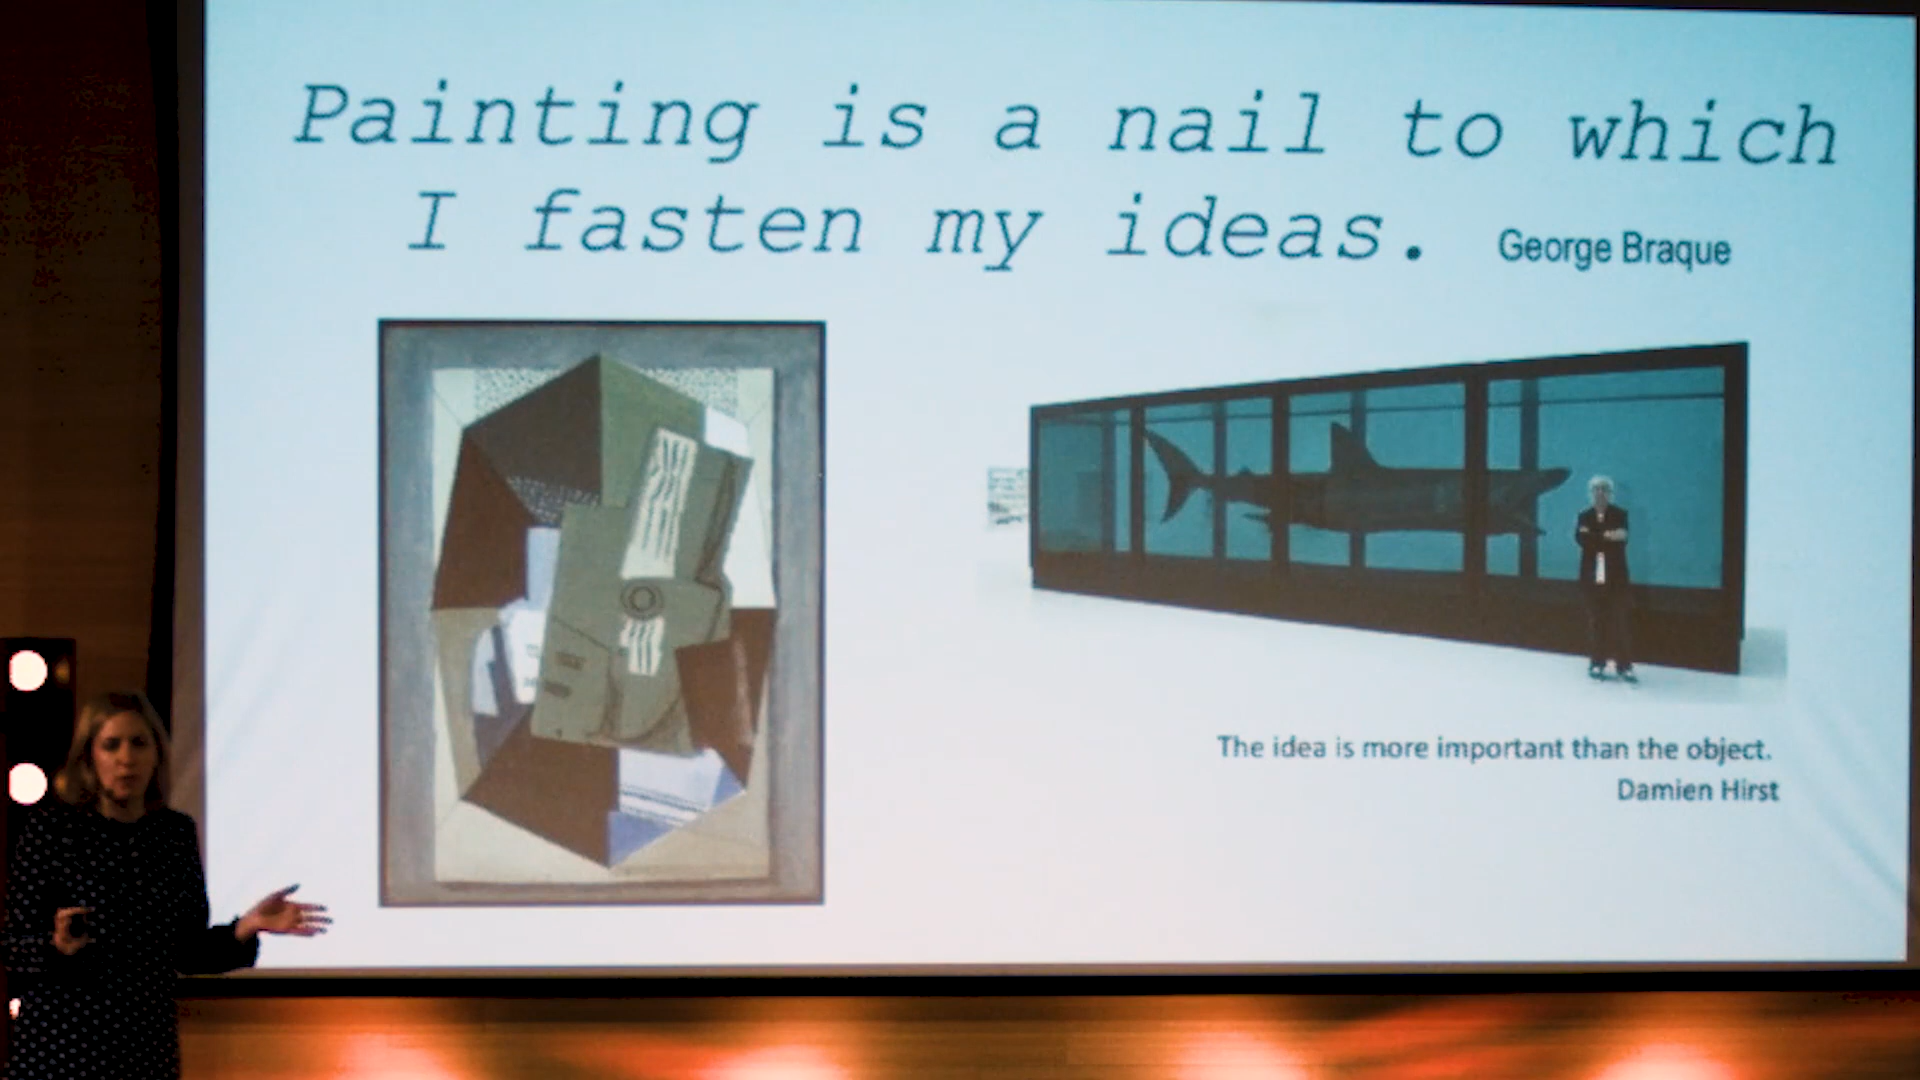 Painting is a nail to which
I fasten my ideas. George Braque
The idea is more important than the object.
Damien Hirst